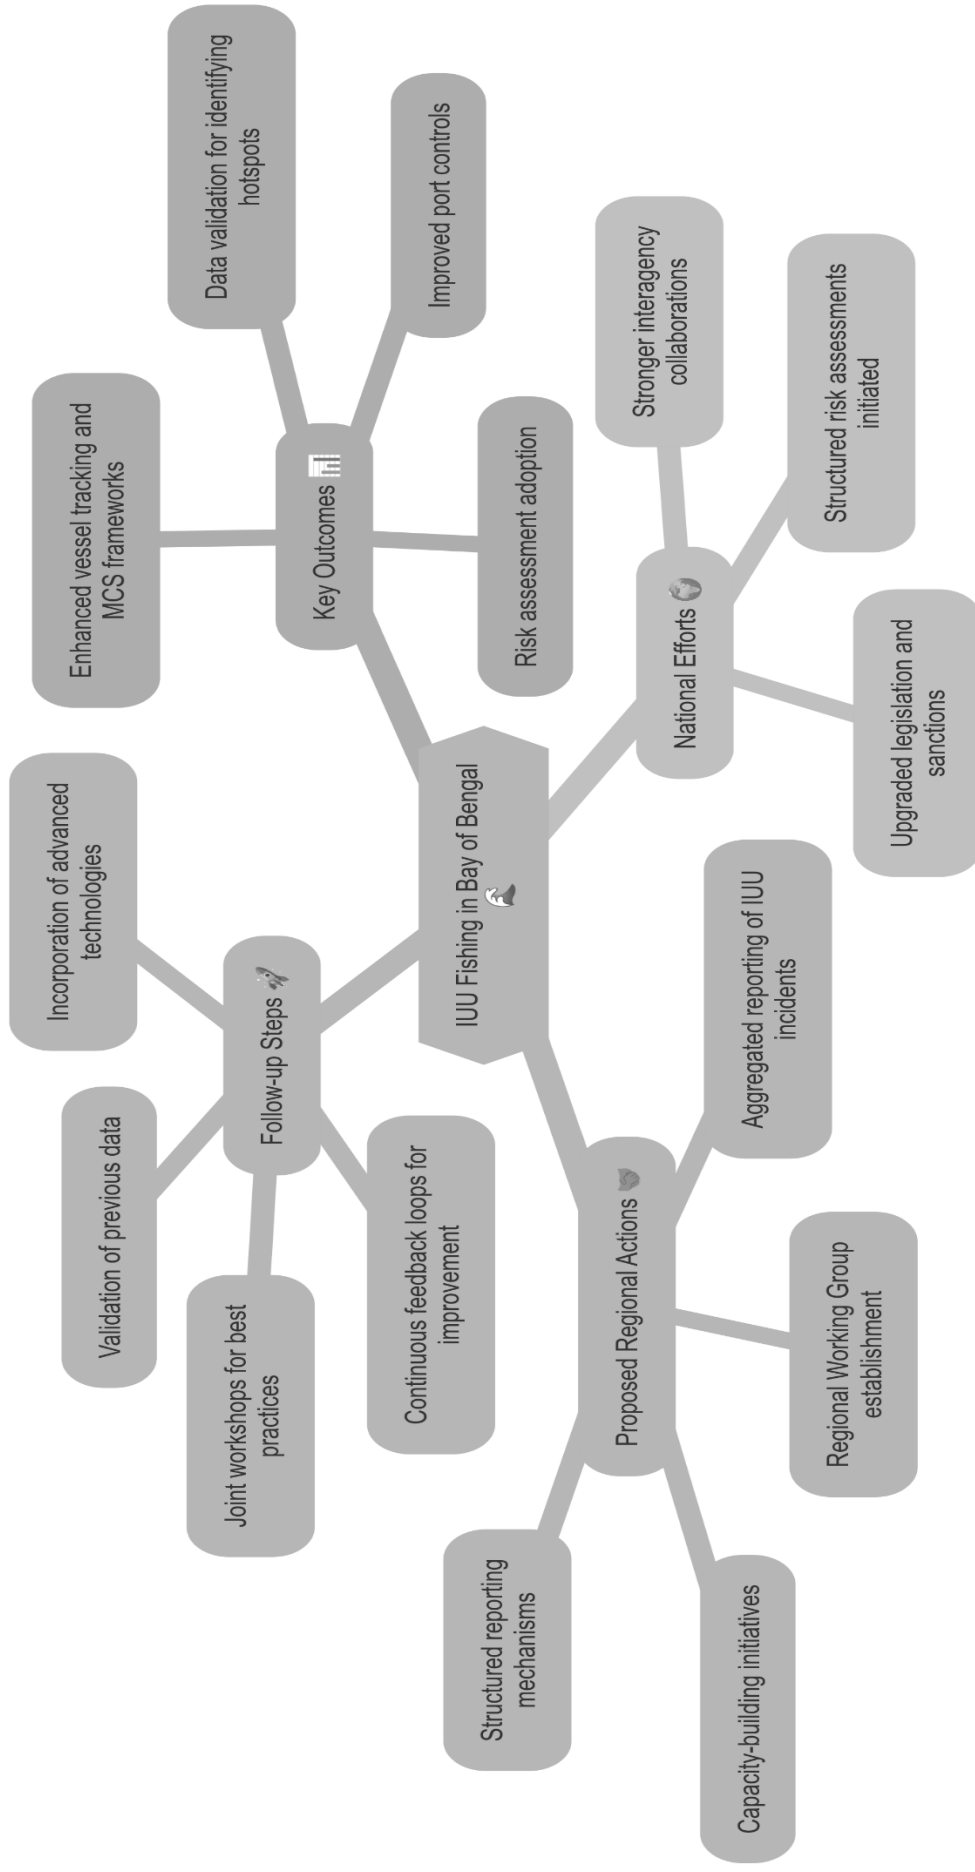 IUU Fishing in Bay of Bengal
Follow-up Steps
Incorporation of advanced
technologies
Validation of previous data
Joint workshops for best
practices
Continuous feedback loops for
improvement
Key Outcomes
Enhanced vessel tracking and
MCS frameworks
Data validation for identifying
hotspots
Improved port controls
Risk assessment adoption
National Efforts
Stronger interagency
collaborations
Structured risk assessments
initiated
Upgraded legislation and
sanctions
Proposed Regional Actions
Structured reporting
mechanisms
Capacity-building initiatives
Regional Working Group
establishment
Aggregated reporting of IUU
incidents